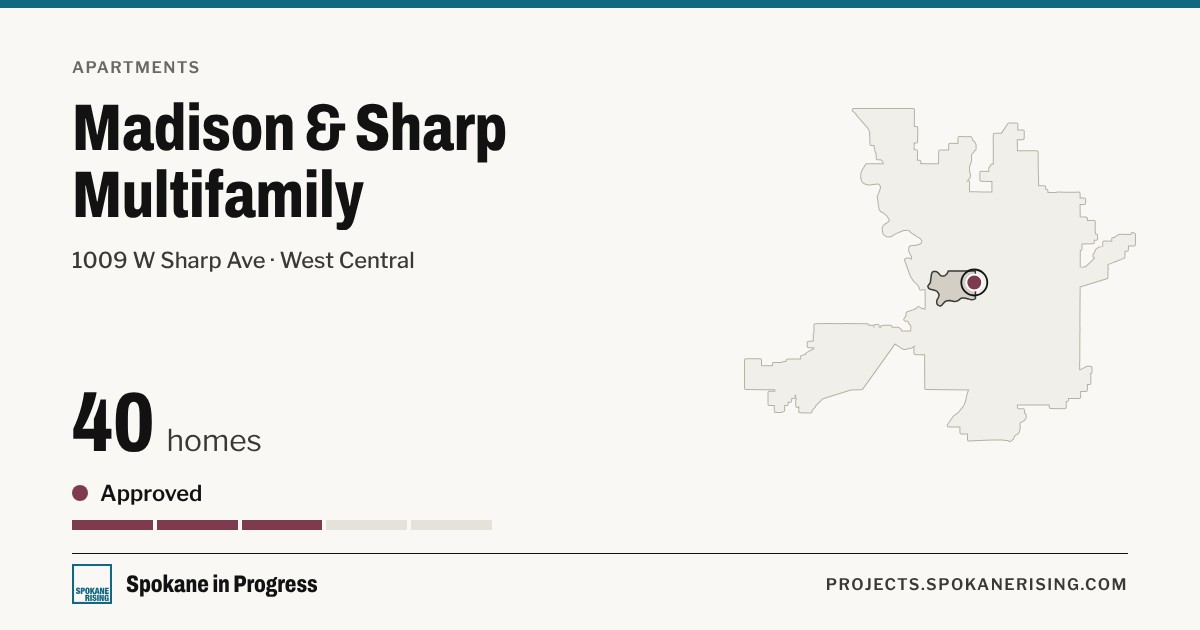 APARTMENTS
Madison & Sharp
Multifamily
1009 W Sharp Ave · West Central
40 homes
Approved
SPOKANE
RISING
Spokane in Progress
PROJECTS.SPOKANERISING.COM